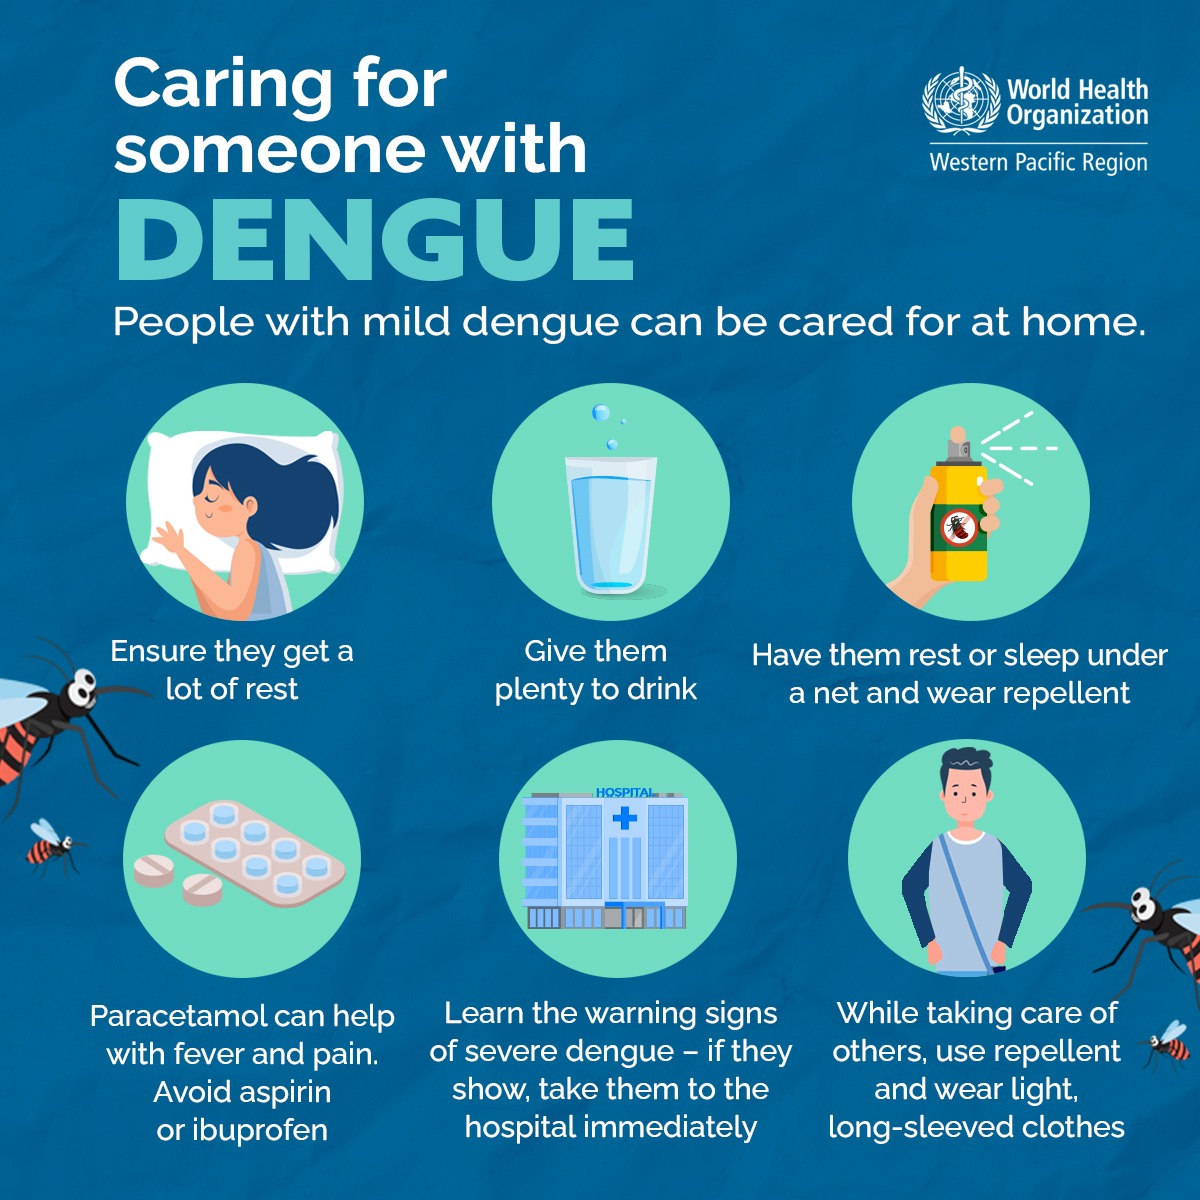 Caring for
someone with
DENGUE
World Health
Organization
Western Pacific Region
People with mild dengue can be cared for at home.
Ensure they get a
lot of rest
Give them
plenty to drink
Have them rest or sleep under
a net and wear repellent
HOSPITAL
Paracetamol can help
with fever and pain.
Avoid aspirin
or ibuprofen
Learn the warning signs
of severe dengue – if they
show, take them to the
hospital immediately
While taking care of
others, use repellent
and wear light,
long-sleeved clothes